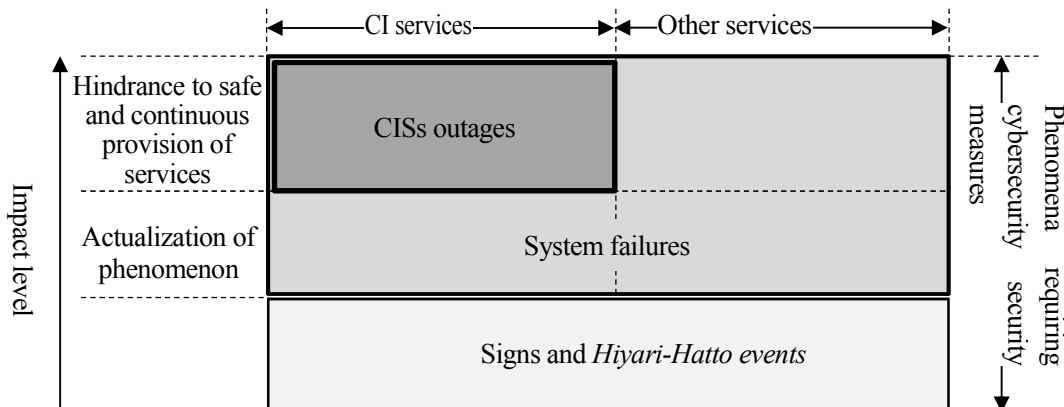 CI services
Other services
Hindrance to safe
and continuous
provision of
services
CISs outages
Actualization of
phenomenon
System failures
Signs and Hiyari-Hatto events
Impact level
Phenomena requiring
cybersecurity security
measures